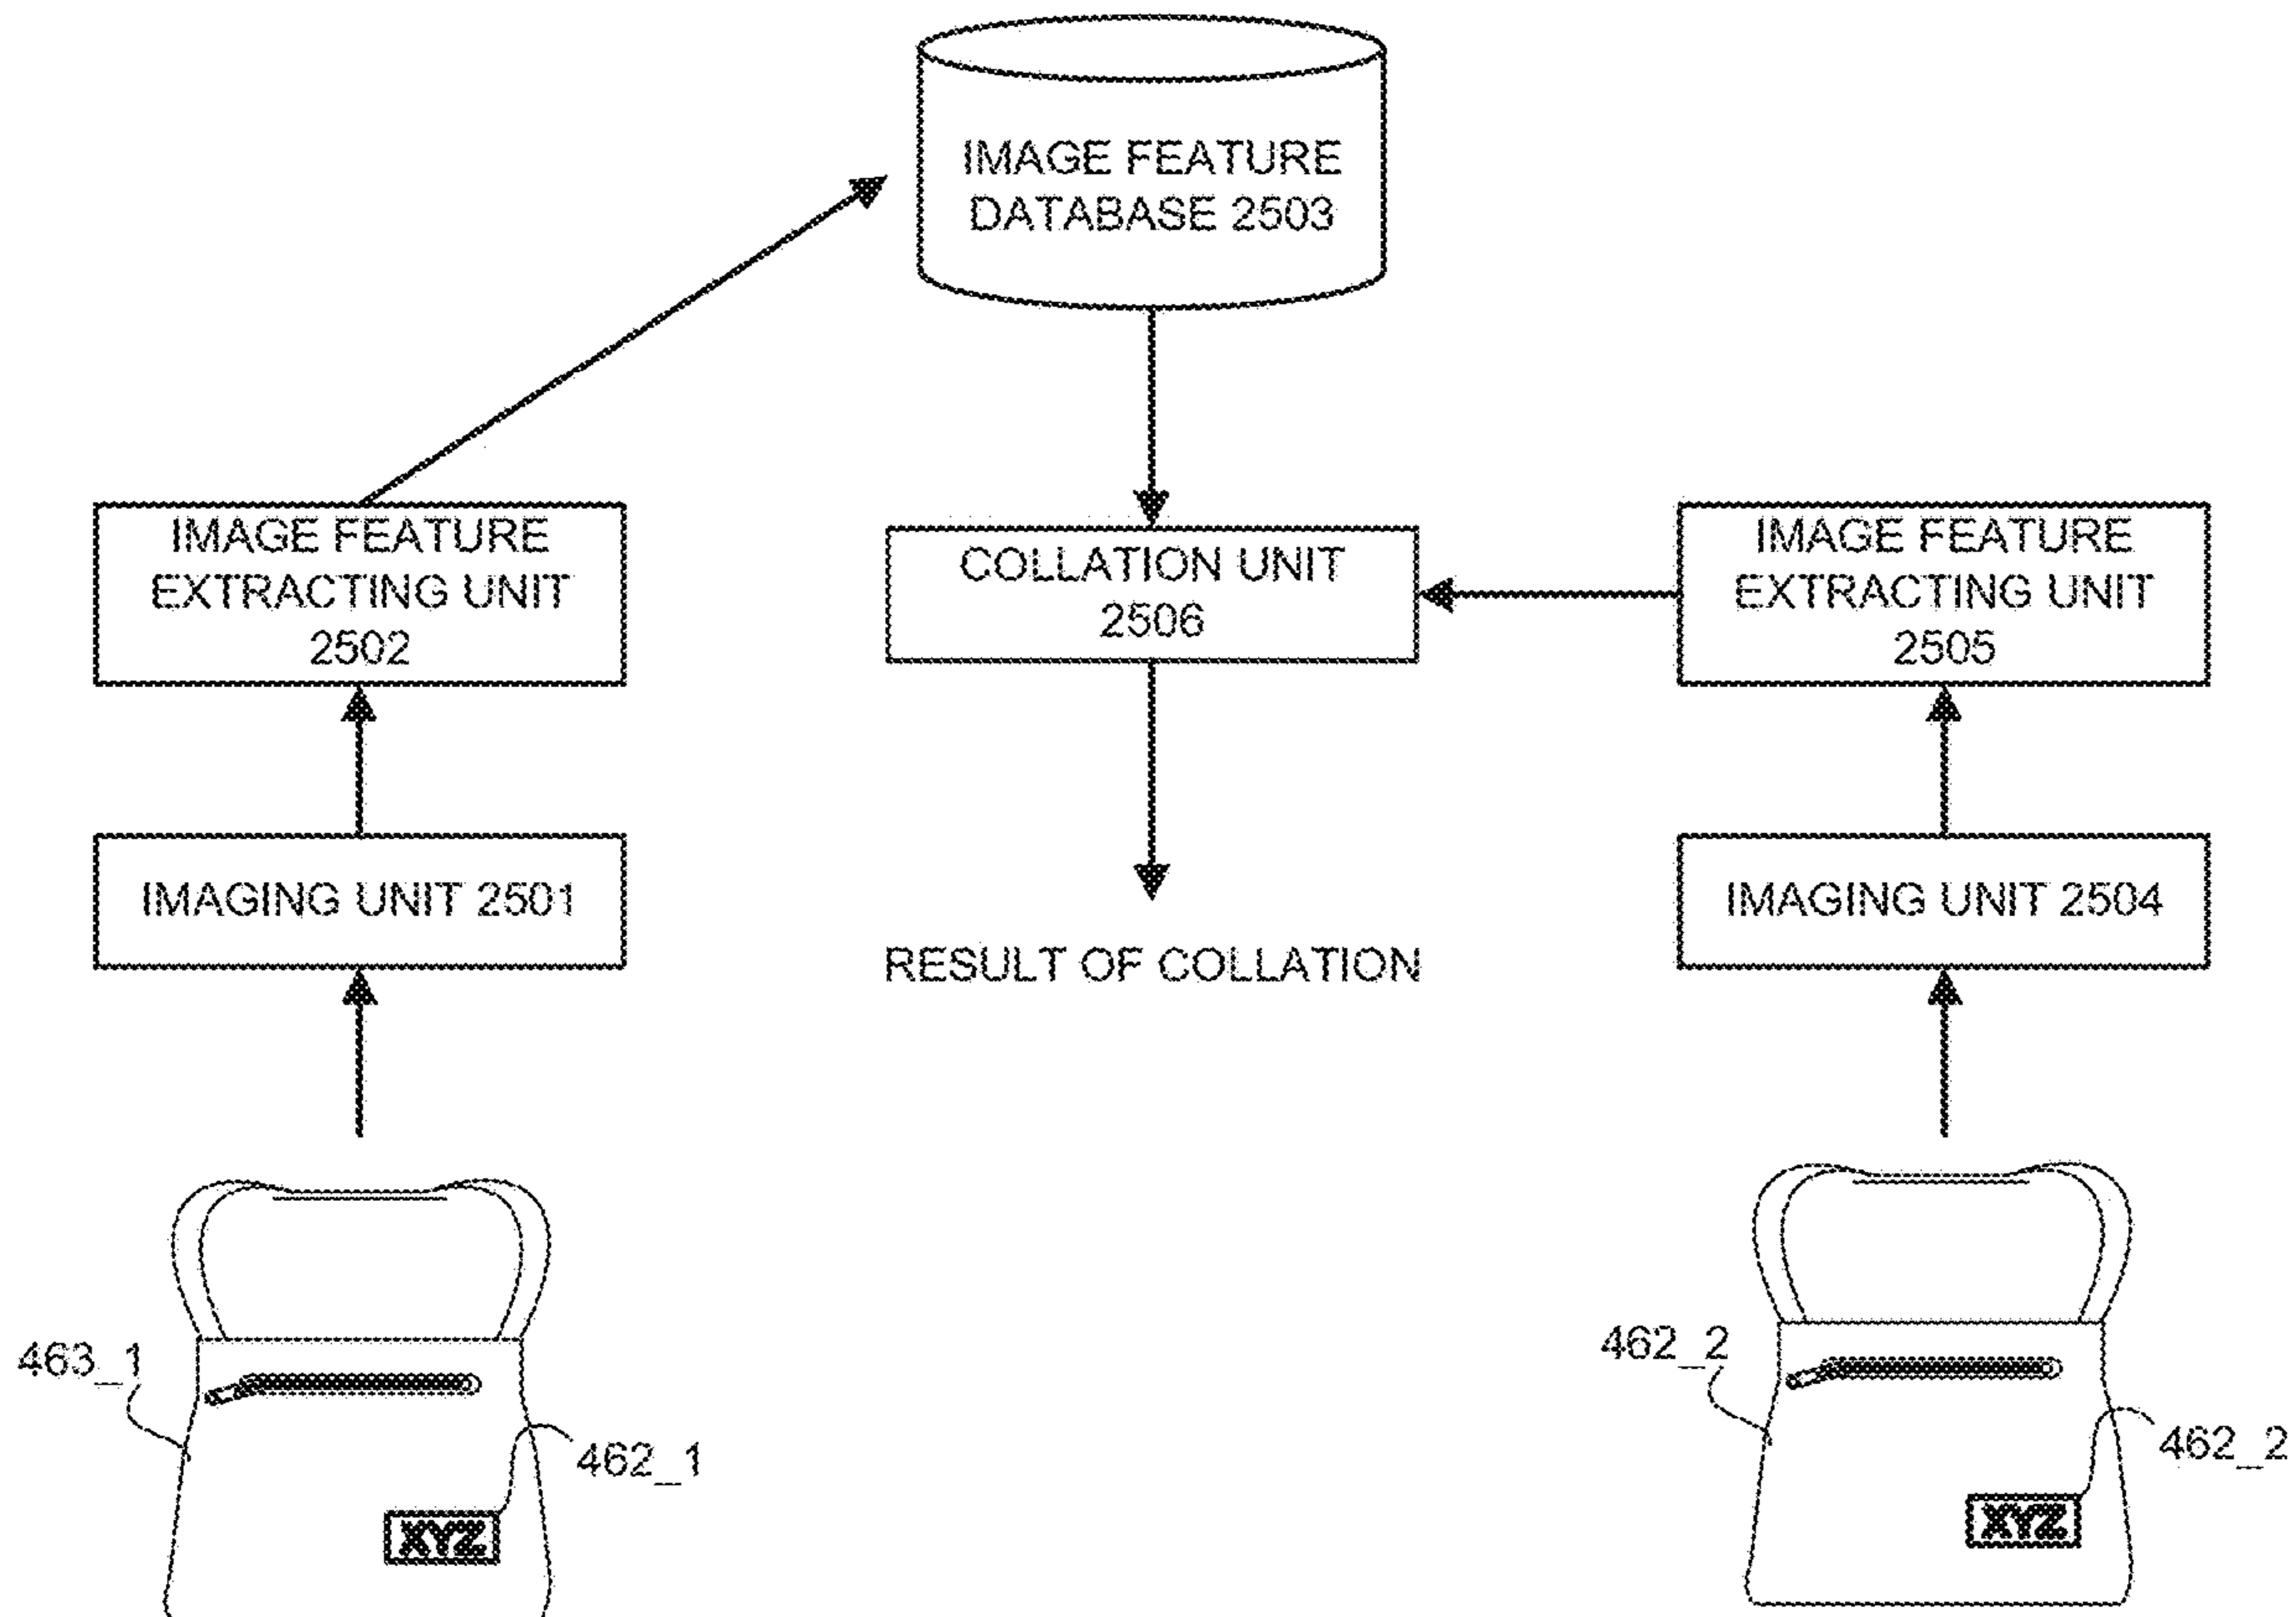 IMAGE FEATURE
DATABASE 2503
IMAGE FEATURE
EXTRACTING UNIT
2502
COLLATION UNIT
2506
IMAGE FEATURE
EXTRACTING UNIT
2505
IMAGING UNIT 2501
RESULT OF COLLATION
IMAGING UNIT 2504
463_1
462_1
XYZ
462_2
462_2
XYZ